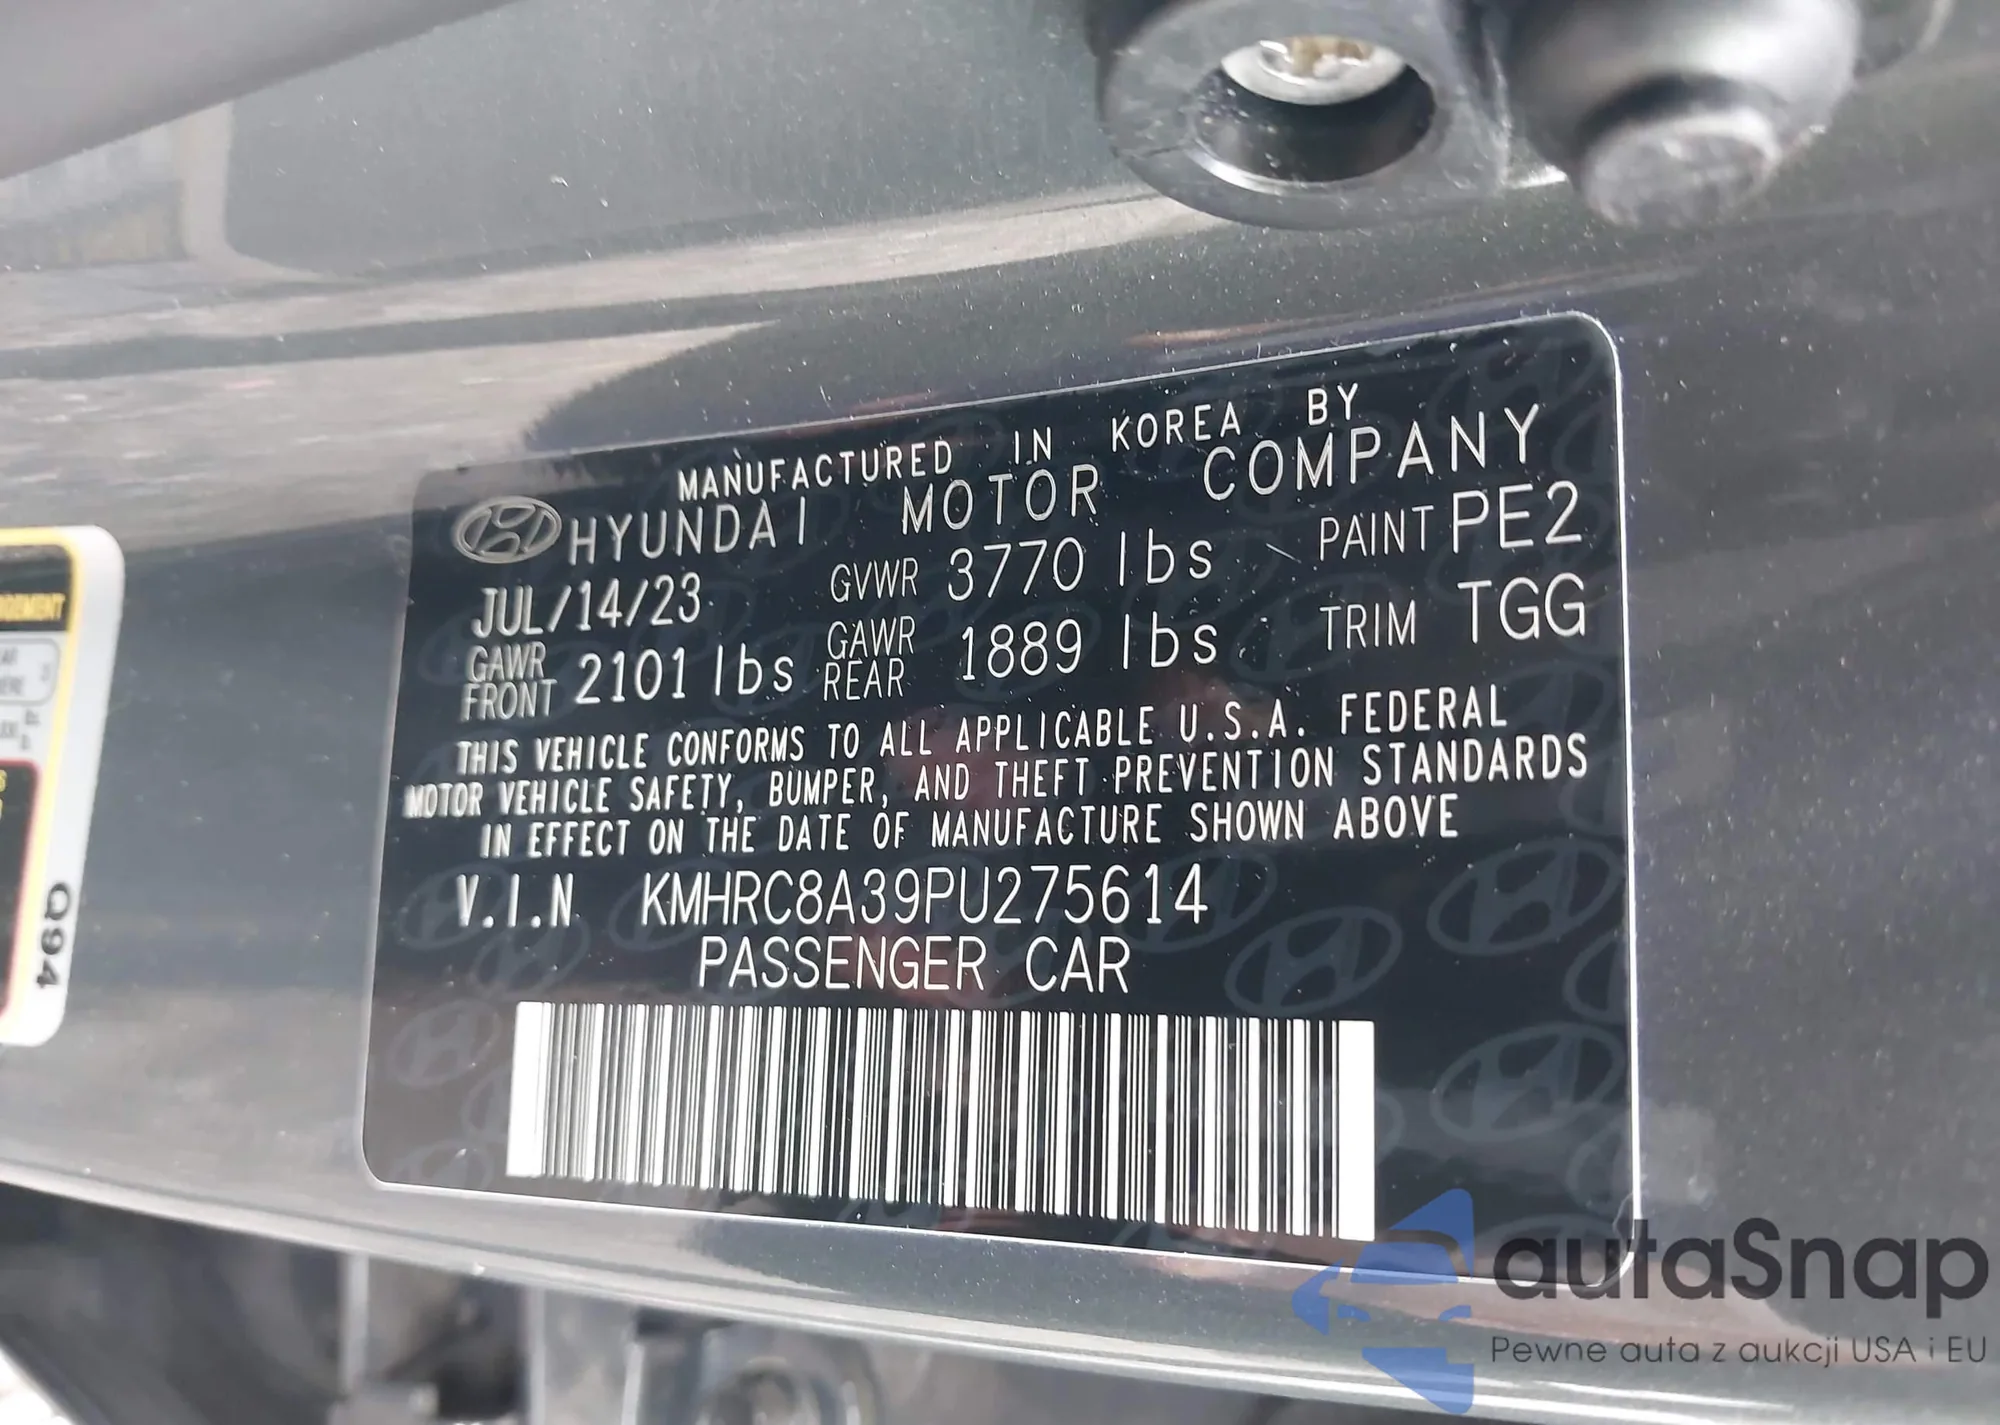 MANUFACTURED IN KOREA BY
HYUNDAI MOTOR COMPANY
JUL/14/23 GVWR 3770 lbs PAINT PE2
GAWR FRONT 2101 lbs GAWR REAR 1889 lbs TRIM TGG
THIS VEHICLE CONFORMS TO ALL APPLICABLE U.S.A. FEDERAL
MOTOR VEHICLE SAFETY, BUMPER, AND THEFT PREVENTION STANDARDS
IN EFFECT ON THE DATE OF MANUFACTURE SHOWN ABOVE
V.I.N KMHRC8A39PU275614
PASSENGER CAR
Q94
autaSnap
Pewne auta z aukcji USA i EU